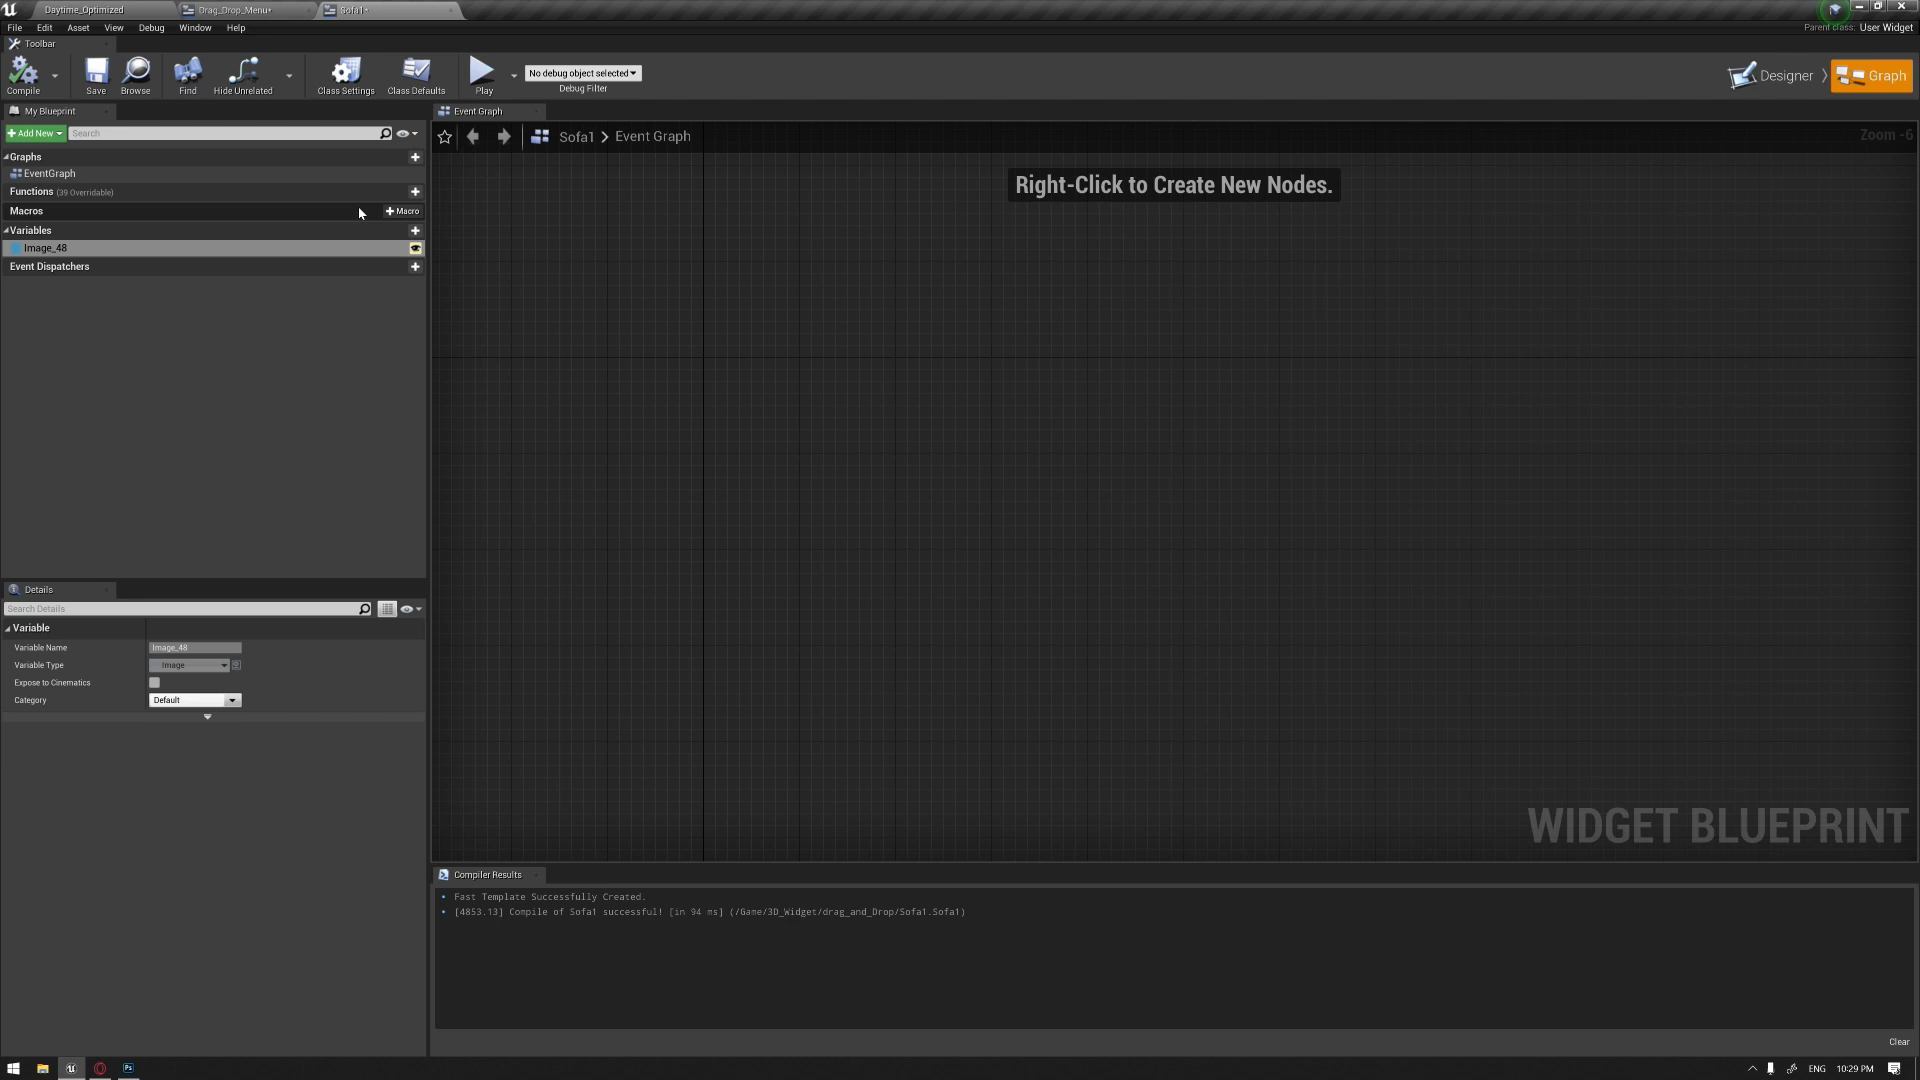 Daytime_Optimized
Drag_Drop_Menu*
Sofa1*
File Edit Asset View Debug Window Help
Parent class: User Widget
Toolbar
Compile
Save
Browse
Find
Hide Unrelated
Class Settings
Class Defaults
Play
No debug object selected
Debug Filter
Designer
Graph
My Blueprint
Event Graph
+ Add New
Search
Sofa1 > Event Graph
Zoom -6
Graphs
EventGraph
Functions (39 Overridable)
Macros
+ Macro
Variables
Image_48
Event Dispatchers
Right-Click to Create New Nodes.
Details
Search Details
Variable
Variable Name Image_48
Variable Type Image
Expose to Cinematics
Category Default
WIDGET BLUEPRINT
Compiler Results
Fast Template Successfully Created.
[4853.13] Compile of Sofa1 successful! [in 94 ms] (/Game/3D_Widget/drag_and_Drop/Sofa1.Sofa1)
Clear
Ps
ENG
10:29 PM